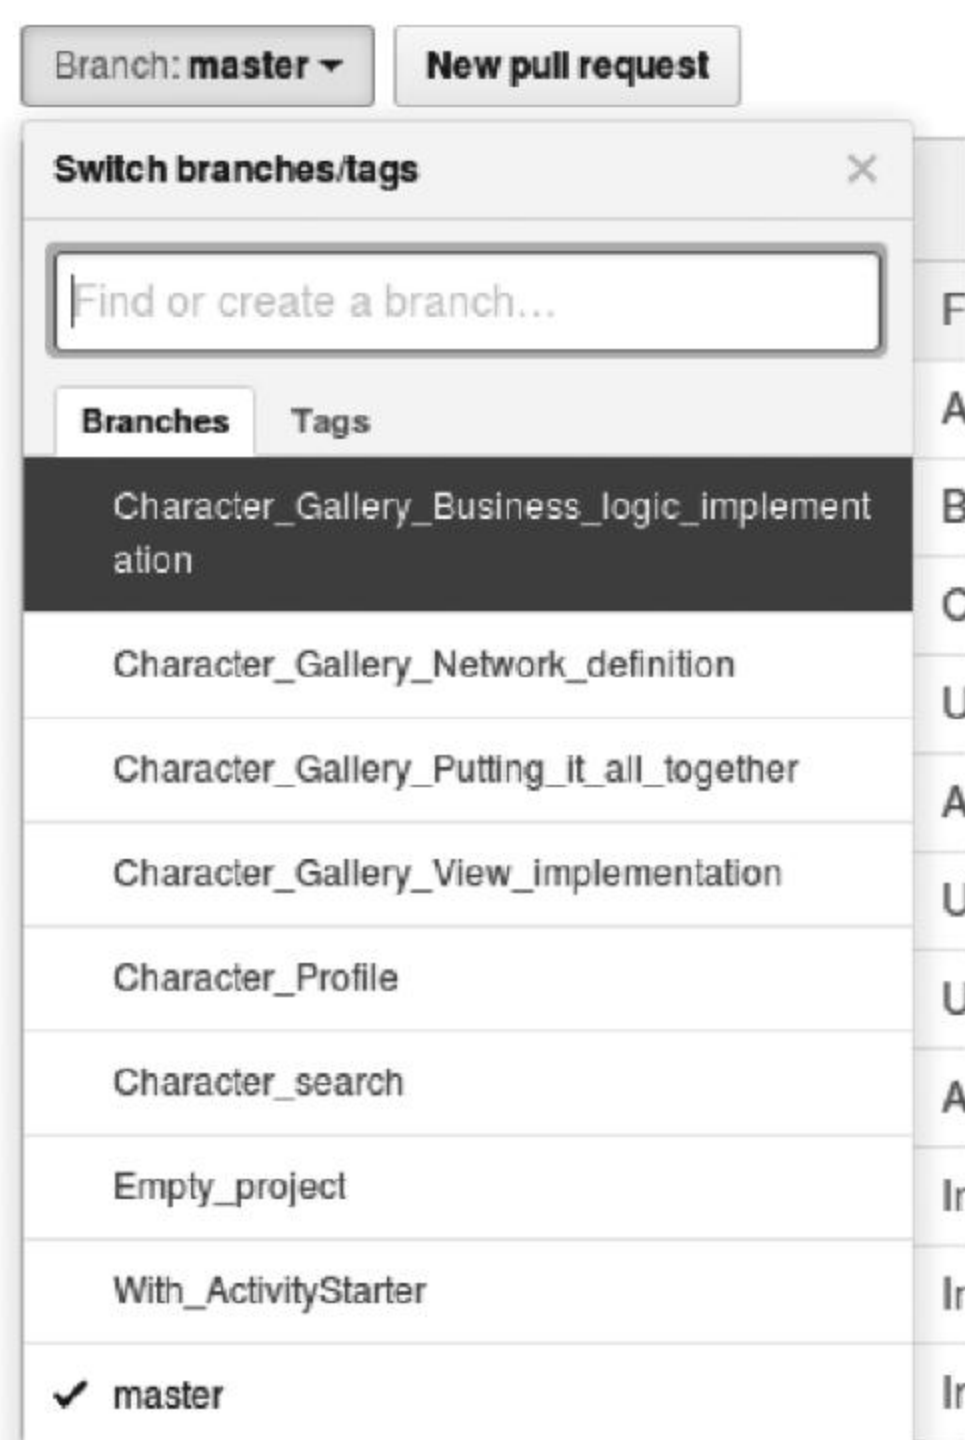 Branch: master New pull request
Switch branches/tags
Find or create a branch...
Branches Tags
Character_Gallery_Business_logic_implement
ation
Character_Gallery_Network_definition
Character_Gallery_Putting_it_all_together
Character_Gallery_View_implementation
Character_Profile
Character_search
Empty_project
With_ActivityStarter
master